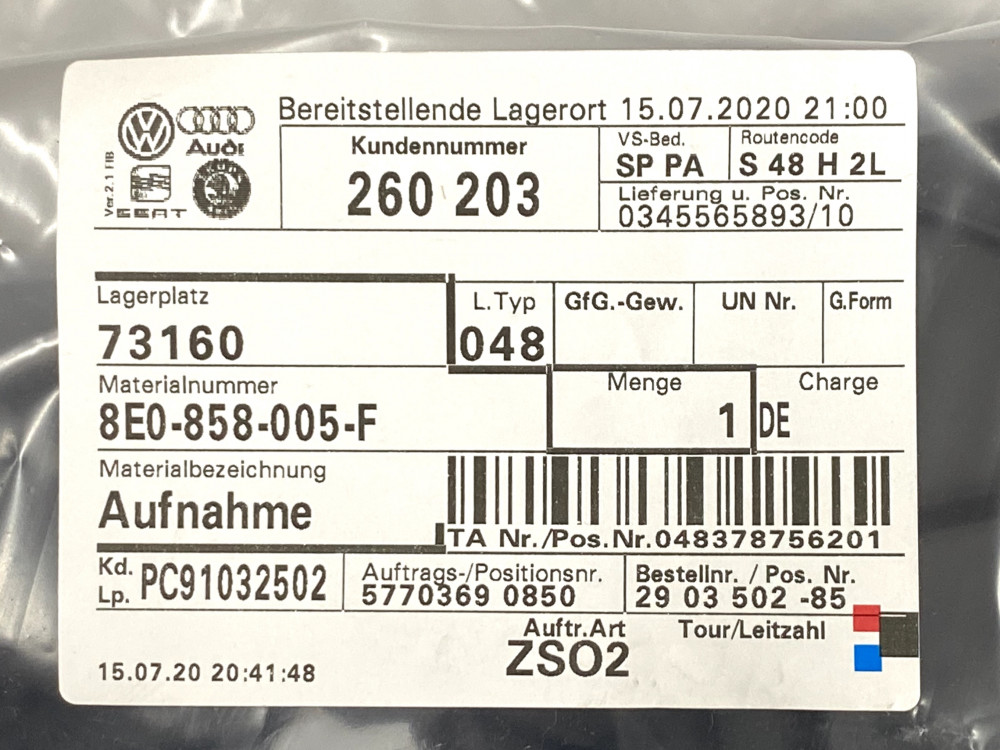 Bereitstellende Lagerort 15.07.2020 21:00
Audi
SEAT
Ver.2.1 FIB
Kundennummer
260 203
VS-Bed.
SP PA
Routencode
S 48 H 2L
Lieferung u. Pos. Nr.
0345565893/10
Lagerplatz
73160
L.Typ
048
GfG.-Gew.
UN Nr.
G.Form
Materialnummer
8E0-858-005-F
Menge
1
Charge
DE
Materialbezeichnung
Aufnahme
TA Nr./Pos.Nr.048378756201
Kd.
Lp. PC91032502
Auftrags-/Positionsnr.
5770369 0850
Bestellnr. / Pos. Nr.
29 03 502 -85
Auftr.Art
ZSO2
Tour/Leitzahl
15.07.20 20:41:48